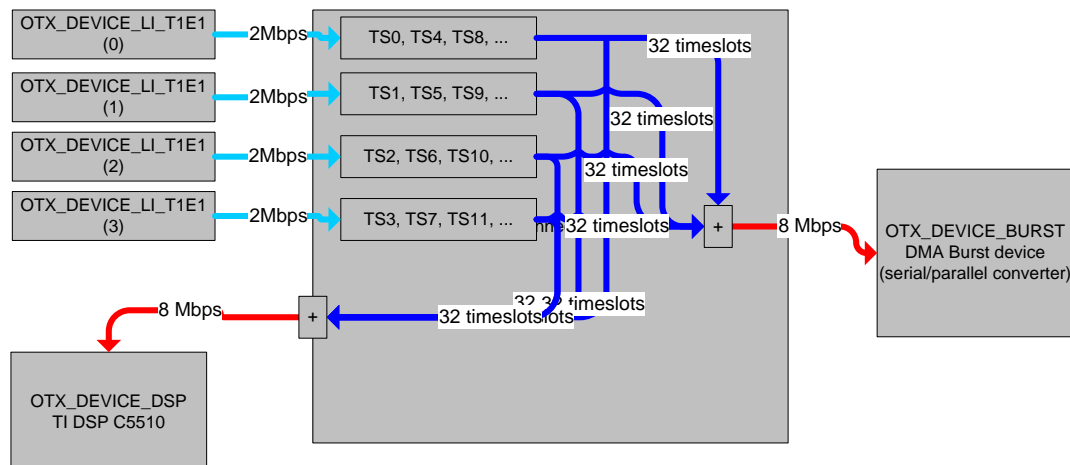 OTX_DEVICE_LI_T1E1
(0)
2Mbps
TS0, TS4, TS8, ...
32 timeslots
OTX_DEVICE_LI_T1E1
(1)
2Mbps
TS1, TS5, TS9, ...
32 timeslots
OTX_DEVICE_LI_T1E1
(2)
2Mbps
TS2, TS6, TS10, ...
32 timeslots
OTX_DEVICE_LI_T1E1
(3)
2Mbps
TS3, TS7, TS11, ...
32 timeslots
+
8 Mbps
OTX_DEVICE_BURST
DMA Burst device
(serial/parallel converter)
32 timeslots
32 timeslots
+
8 Mbps
OTX_DEVICE_DSP
TI DSP C5510